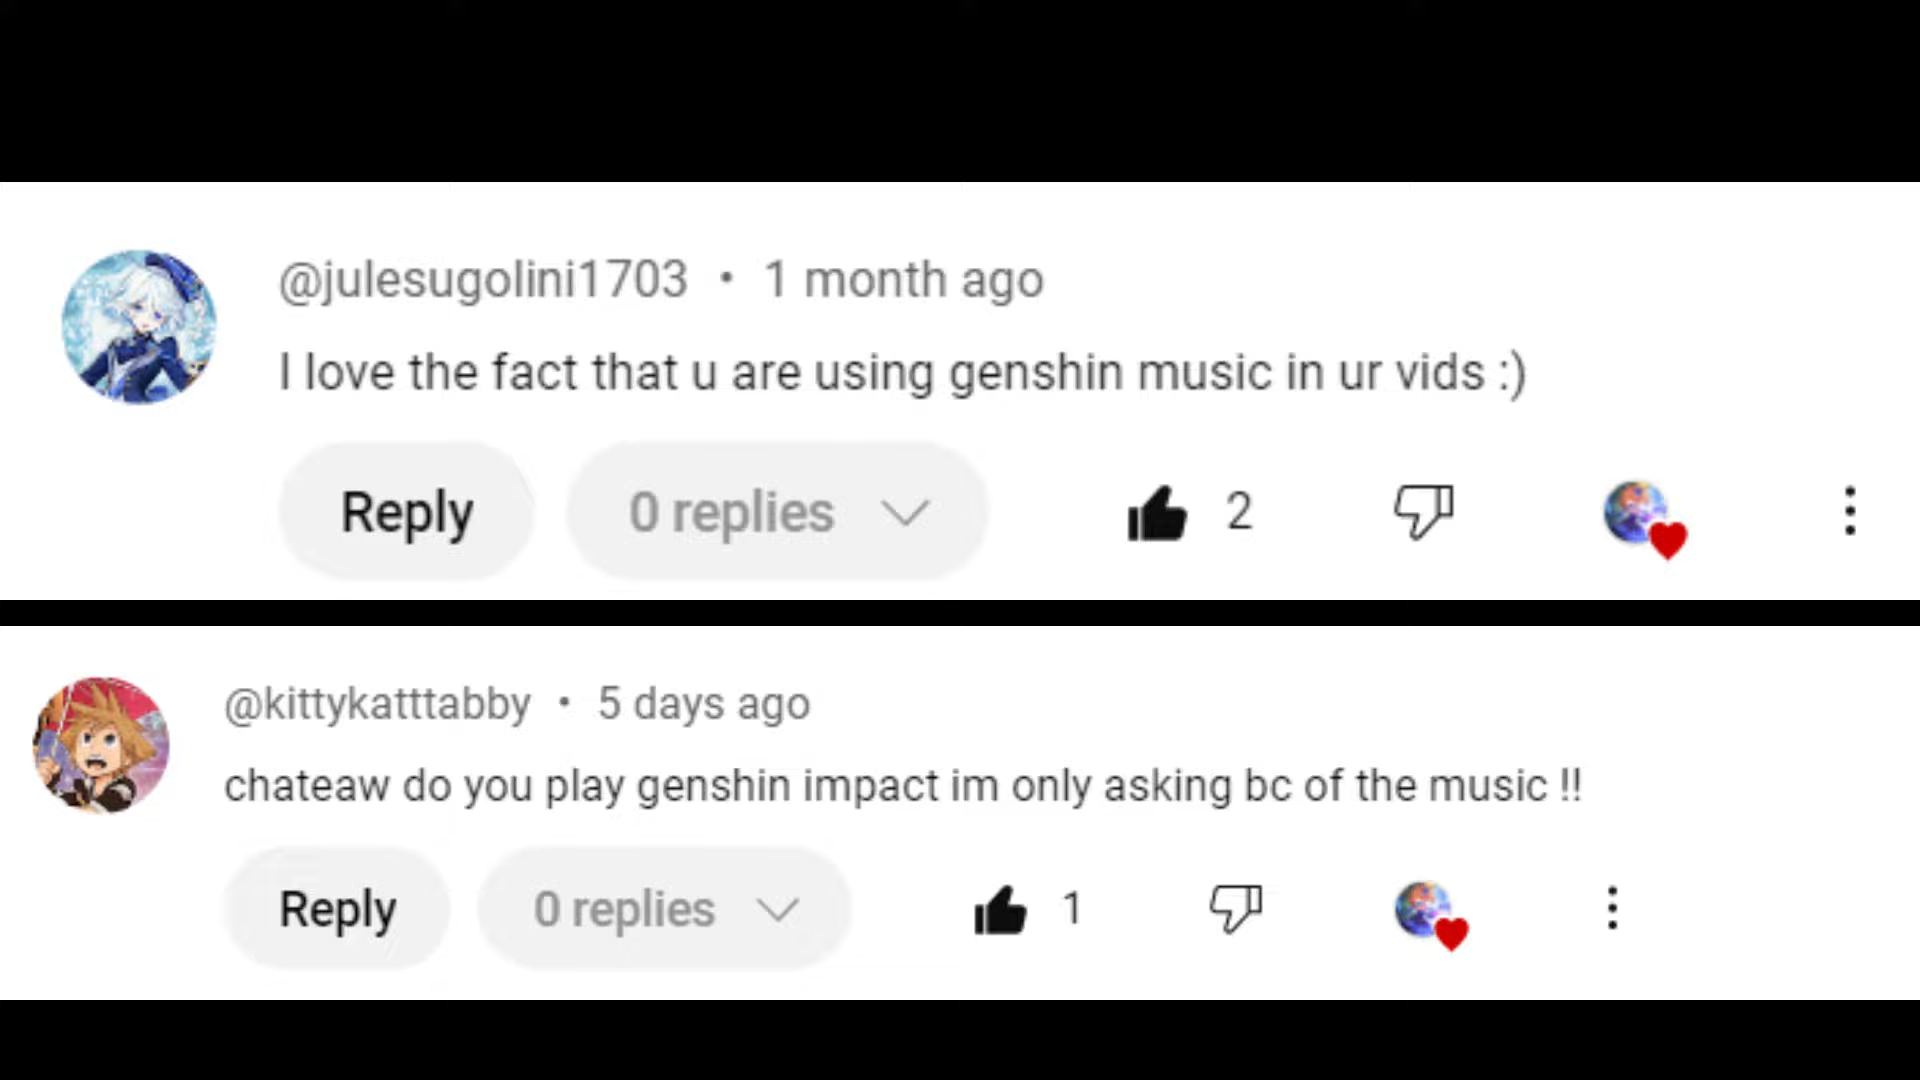 @julesugolini1703 • 1 month ago
I love the fact that u are using genshin music in ur vids :)
Reply 0 replies 2
@kittykatttabby • 5 days ago
chateaw do you play genshin impact im only asking bc of the music !!
Reply 0 replies 1